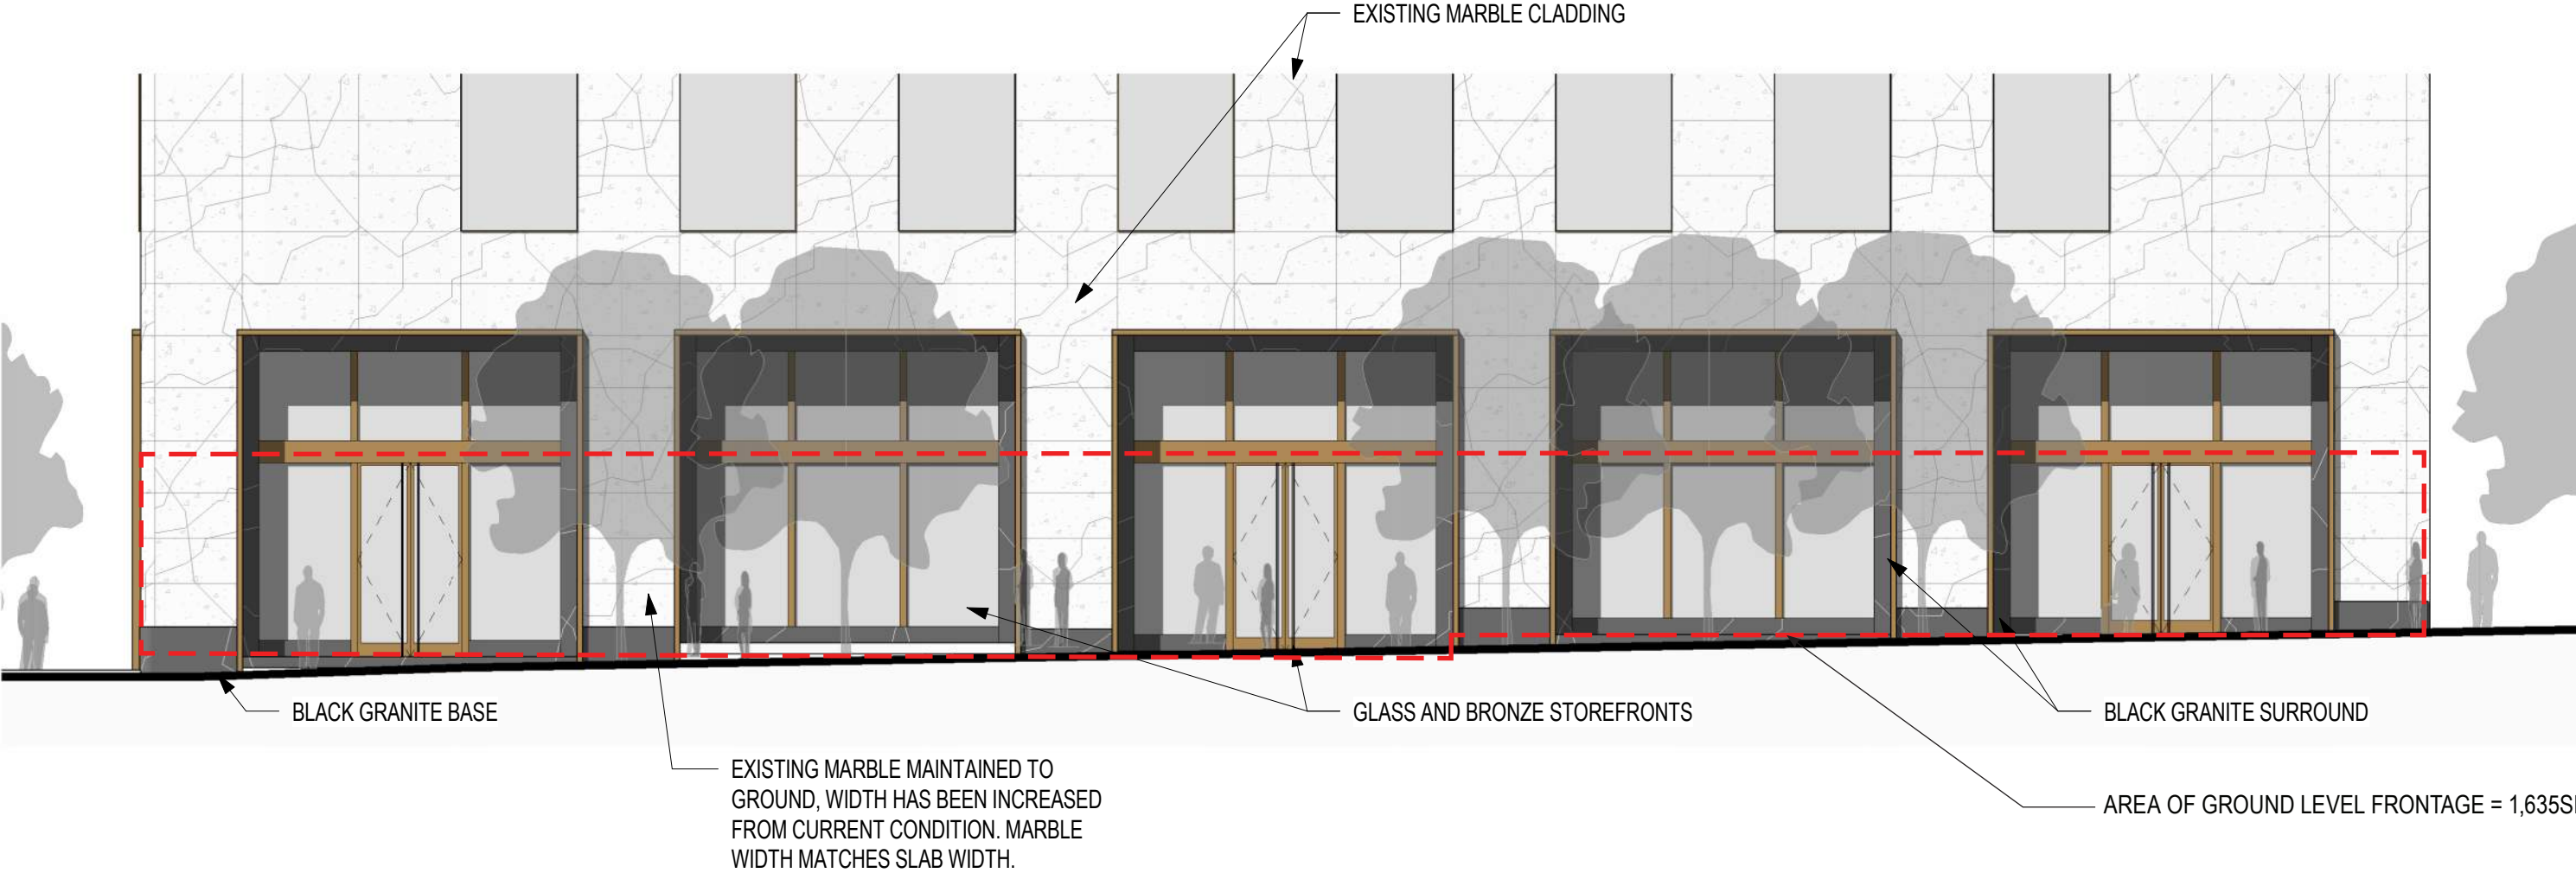 EXISTING MARBLE CLADDING
BLACK GRANITE BASE
GLASS AND BRONZE STOREFRONTS
BLACK GRANITE SURROUND
EXISTING MARBLE MAINTAINED TO
GROUND, WIDTH HAS BEEN INCREASED
FROM CURRENT CONDITION. MARBLE
WIDTH MATCHES SLAB WIDTH.
AREA OF GROUND LEVEL FRONTAGE = 1,635S